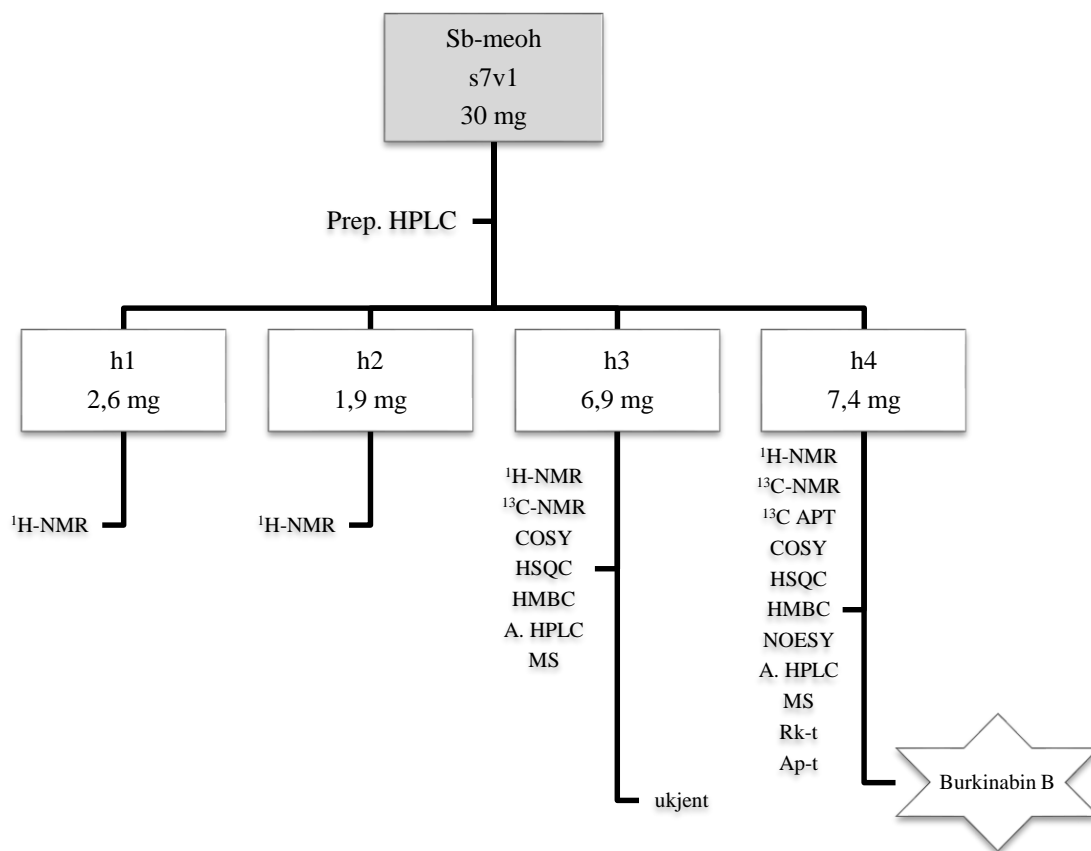 Sb-meoh
s7v1
30 mg
Prep. HPLC
h1
2,6 mg
h2
1,9 mg
h3
6,9 mg
h4
7,4 mg
¹H-NMR
¹H-NMR
¹H-NMR
¹³C-NMR
COSY
HSQC
HMBC
A. HPLC
MS
ukjent
¹H-NMR
¹³C-NMR
¹³C APT
COSY
HSQC
HMBC
NOESY
A. HPLC
MS
Rk-t
Ap-t
Burkinabin B